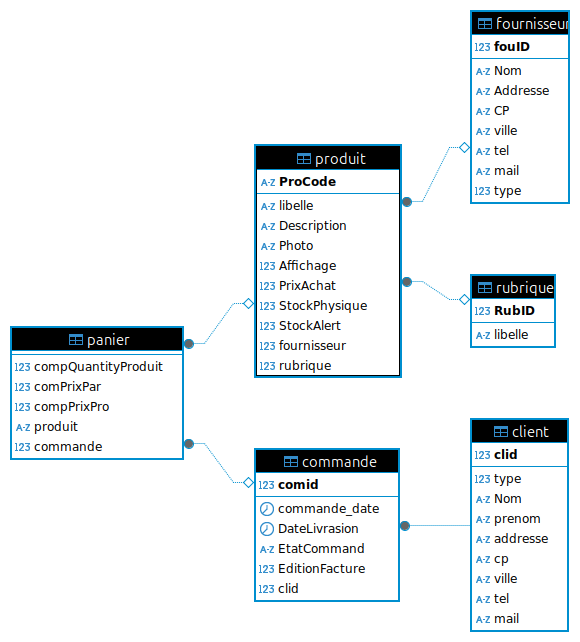 fournisseur
123 fouID
A-Z Nom
A-Z Addresse
A-Z CP
A-Z ville
A-Z tel
A-Z mail
123 type
produit
A-Z ProCode
A-Z libelle
A-Z Description
A-Z Photo
123 Affichage
123 PrixAchat
123 StockPhysique
123 StockAlert
123 fournisseur
123 rubrique
rubrique
123 RubID
A-Z libelle
panier
123 compQuantityProduit
123 comPrixPar
123 compPrixPro
A-Z produit
123 commande
commande
123 comid
commande_date
DateLivrasion
A-Z EtatCommand
123 EditionFacture
123 clid
client
123 clid
123 type
A-Z Nom
A-Z prenom
A-Z addresse
123 cp
A-Z ville
A-Z tel
A-Z mail